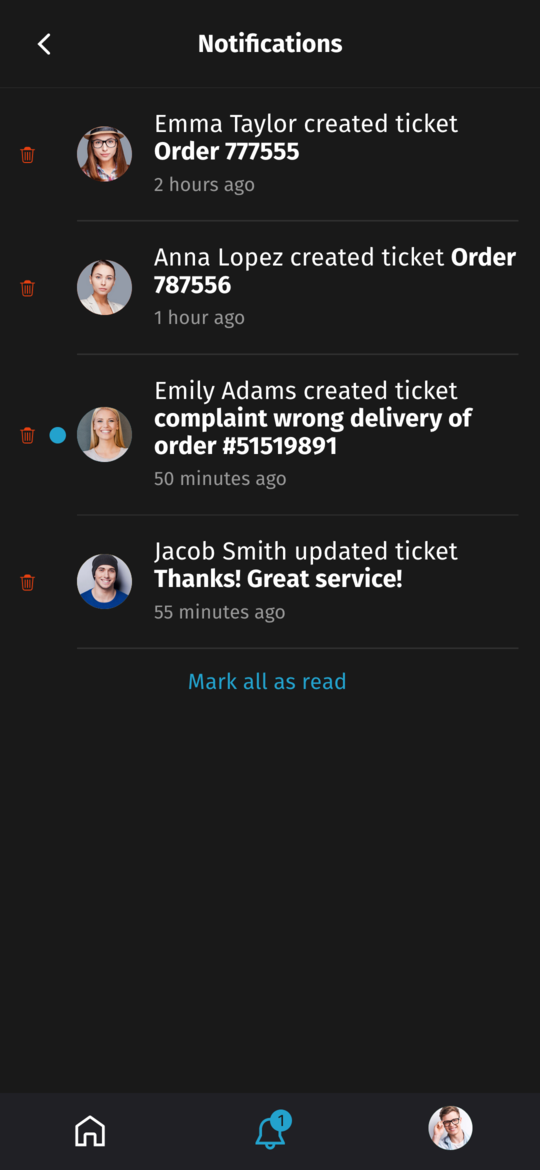 Notifications
Emma Taylor created ticket
Order 777555
2 hours ago
Anna Lopez created ticket Order
787556
1 hour ago
Emily Adams created ticket
complaint wrong delivery of
order #51519891
50 minutes ago
Jacob Smith updated ticket
Thanks! Great service!
55 minutes ago
Mark all as read
1